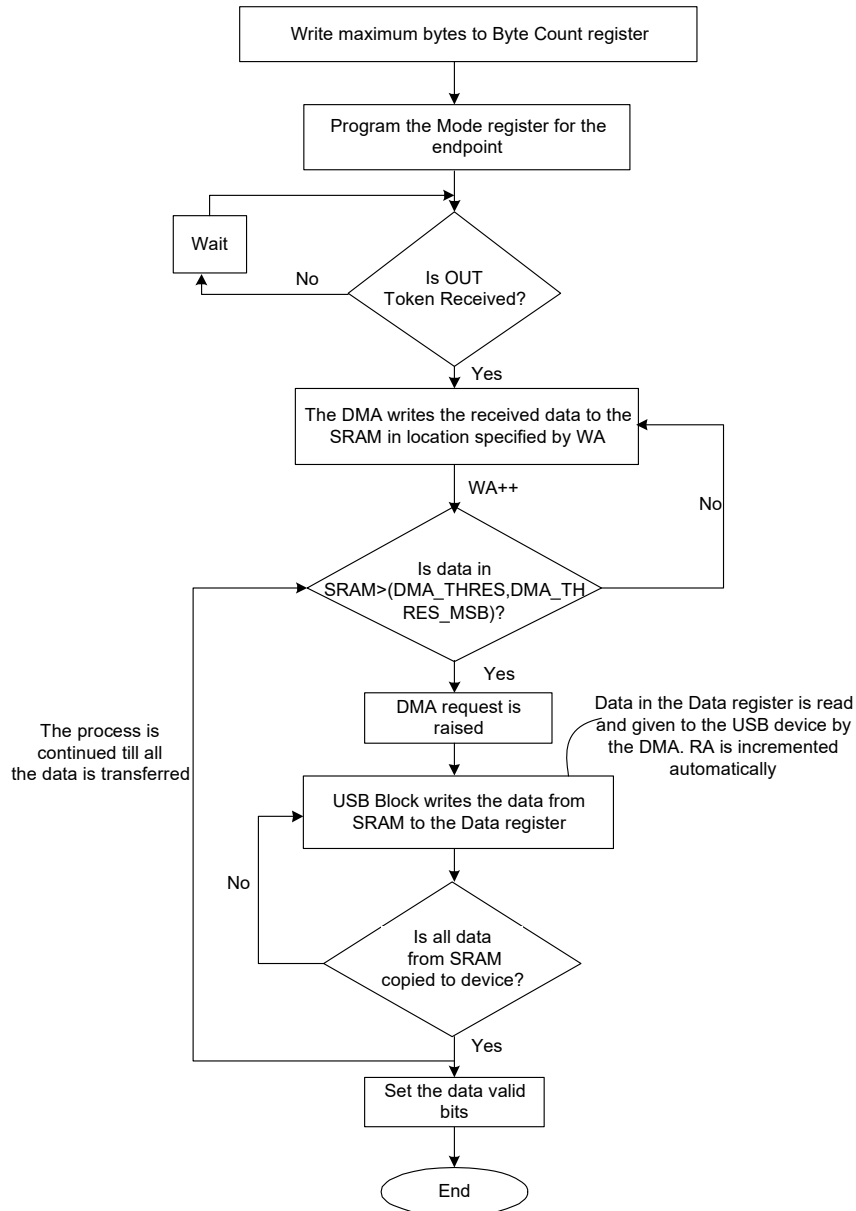 Write maximum bytes to Byte Count register
Program the Mode register for the
endpoint
Wait
No
Is OUT
Token Received?
Yes
The DMA writes the received data to the
SRAM in location specified by WA
WA++
No
Is data in
SRAM>(DMA_THRES,DMA_TH
RES_MSB)?
Yes
DMA request is
raised
Data in the Data register is read
and given to the USB device by
the DMA. RA is incremented
automatically
The process is
continued till all
the data is transferred
USB Block writes the data from
SRAM to the Data register
No
Is all data
from SRAM
copied to device?
Yes
Set the data valid
bits
End